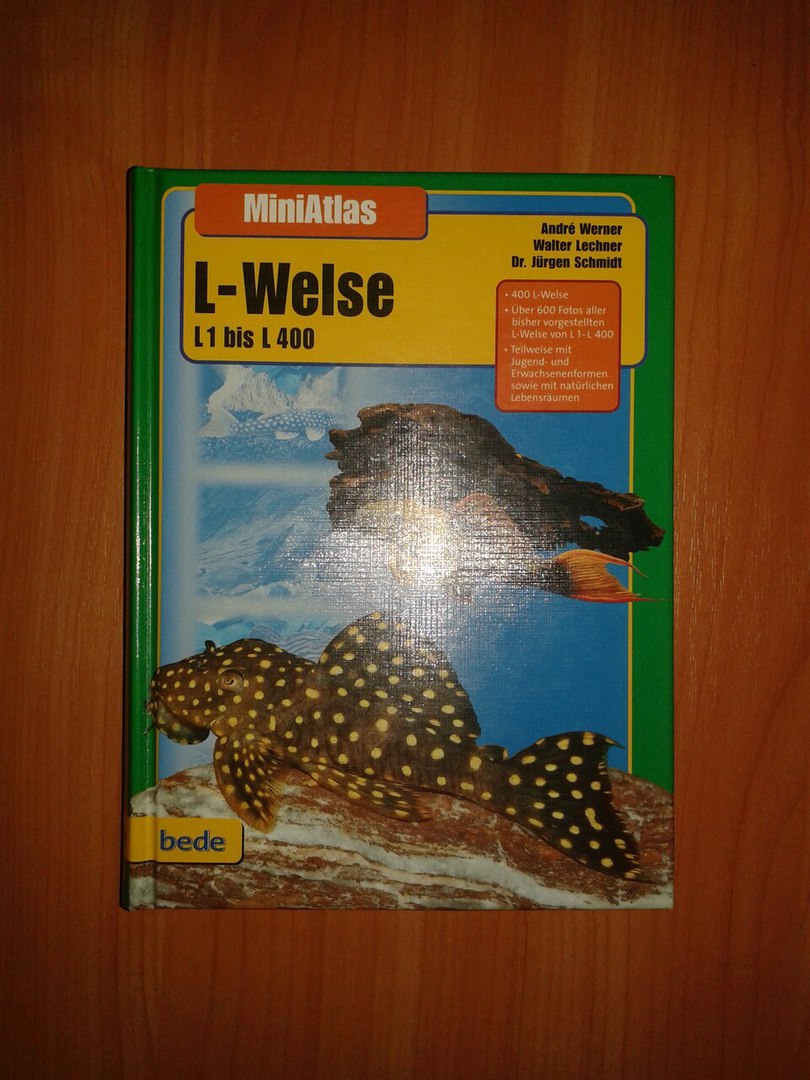 MiniAtlas
André Werner
Walter Lechner
Dr. Jürgen Schmidt
L-Welse
L 1 bis L 400
• 400 L-Welse
• Über 600 Fotos aller
bisher vorgestellten
L-Welse von L 1-L 400
• Teilweise mit
Jugend- und
Erwachsenenformen
sowie mit natürlichen
Lebensräumen
bede